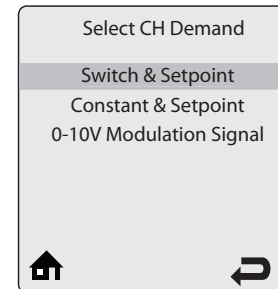 Select CH Demand
Switch & Setpoint
Constant & Setpoint
0-10V Modulation Signal